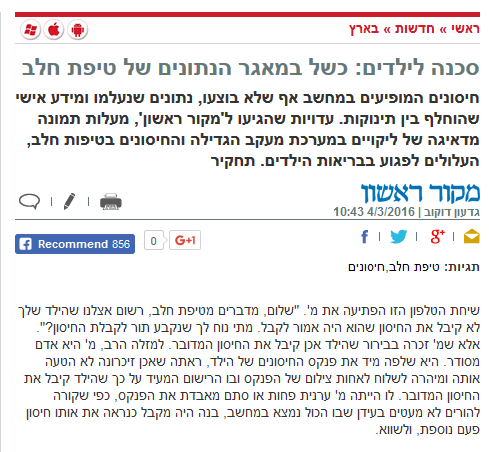 ראשי » חדשות » בארץ
סכנה לילדים: כשל במאגר הנתונים של טיפת חלב
חיסונים המופיעים במחשב אף שלא בוצעו, נתונים שנעלמו ומידע אישי
שהוחלף בין תינוקות. עדויות שהגיעו ל'מקור ראשון', מעלות תמונה
מדאיגה של ליקויים במערכת מעקב הגדילה והחיסונים בטיפות חלב,
העלולים לפגוע בבריאות הילדים. תחקיר
מקור ראשון
גדעון דוקוב | 4/3/2016 10:43
Recommend 856
0 G+1
תגיות: טיפת חלב,חיסונים
שיחת הטלפון הזו הפתיעה את מ'. "שלום, מדברים מטיפת חלב, רשום אצלנו שהילד שלך
לא קיבל את החיסון שהוא היה אמור לקבל. מתי נוח לך שנקבע תור לקבלת החיסון?".
אלא שמ' זכרה בבירור שהילד אכן קיבל את החיסון המדובר. למזלה הרב, מ' היא אדם
מסודר. היא שלפה מיד את פנקס החיסונים של הילד, ראתה שאכן זיכרונה לא הטעה
אותה ומיהרה לשלוח לאחות צילום של הפנקס ובו הרישום המעיד על כך שהילד קיבל את
החיסון המדובר. לו הייתה מ' ערנית פחות או סתם מאבדת את הפנקס, כפי שקורה
להורים לא מעטים בעידן שבו הכול נמצא במחשב, בנה היה מקבל כנראה את אותו חיסון
פעם נוספת, ולשווא.